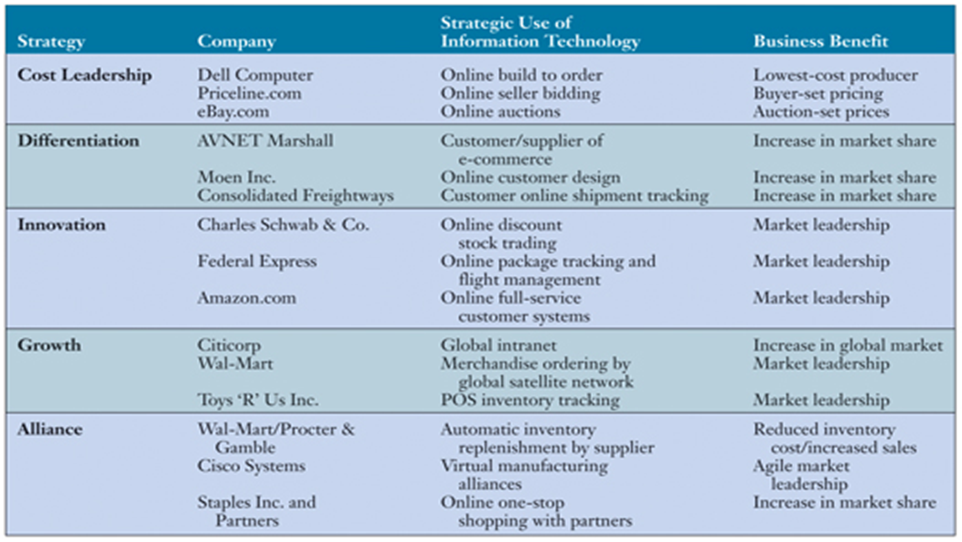 Strategy Company Strategic Use of Information Technology Business Benefit
Cost Leadership Dell Computer Online build to order Lowest-cost producer
Priceline.com Online seller bidding Buyer-set pricing
eBay.com Online auctions Auction-set prices
Differentiation AVNET Marshall Customer/supplier of Increase in market share
e-commerce
Moen Inc. Online customer design Increase in market share
Consolidated Freightways Customer online shipment tracking Increase in market share
Innovation Charles Schwab & Co. Online discount Market leadership
stock trading
Federal Express Online package tracking and Market leadership
flight management
Amazon.com Online full-service Market leadership
customer systems
Growth Citicorp Global intranet Increase in global market
Wal-Mart Merchandise ordering by Market leadership
global satellite network
Toys ‘R’ Us Inc. POS inventory tracking Market leadership
Alliance Wal-Mart/Procter & Automatic inventory Reduced inventory
Gamble replenishment by supplier cost/increased sales
Cisco Systems Virtual manufacturing Agile market
alliances leadership
Staples Inc. and Online one-stop Increase in market share
Partners shopping with partners